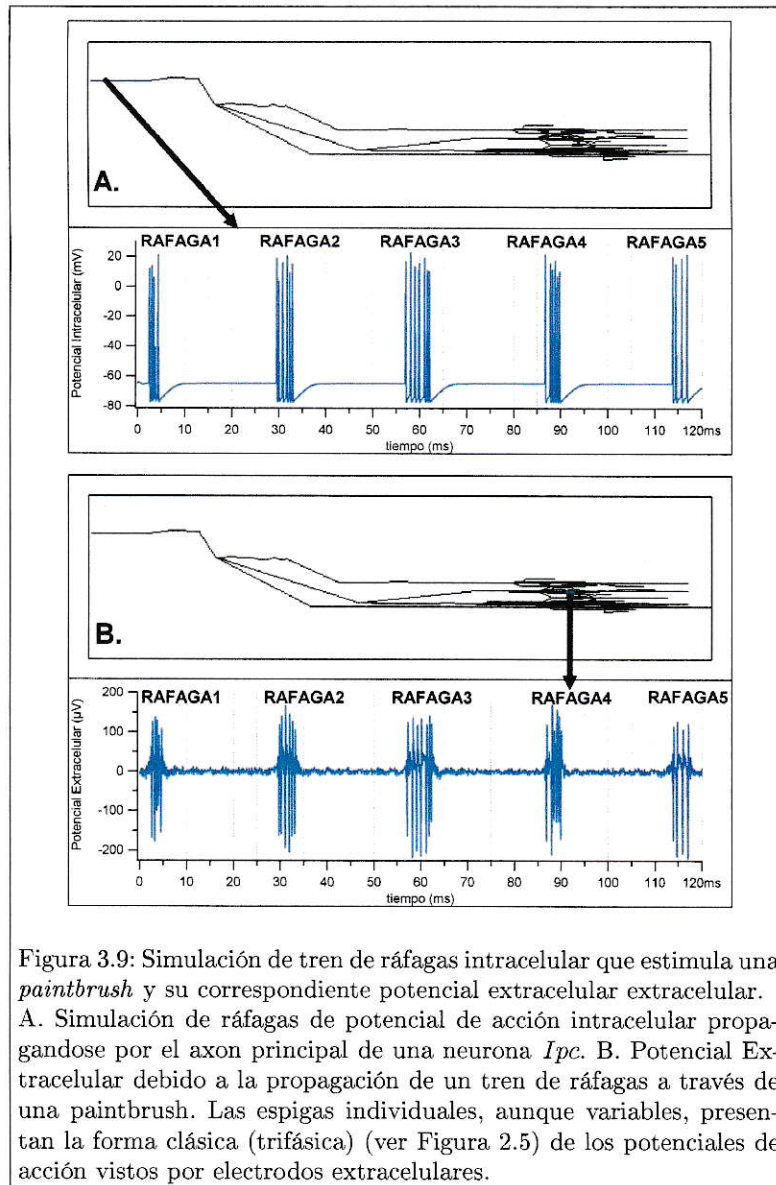 A.
RAFAGA1 RAFAGA2 RAFAGA3 RAFAGA4 RAFAGA5
Potencial Intracelular (mV)
20
0
-20
-40
-60
-80
0 10 20 30 40 50 60 70 80 90 100 110 120ms
tiempo (ms)
B.
RAFAGA1 RAFAGA2 RAFAGA3 RAFAGA4 RAFAGA5
Potencial Extracelular (µV)
200
100
0
-100
-200
0 10 20 30 40 50 60 70 80 90 100 110 120ms
tiempo (ms)
Figura 3.9: Simulación de tren de ráfagas intracelular que estimula una
paintbrush y su correspondiente potencial extracelular extracelular.
A. Simulación de ráfagas de potencial de acción intracelular propa-
gandose por el axon principal de una neurona Ipc. B. Potencial Ex-
tracelular debido a la propagación de un tren de ráfagas a través de
una paintbrush. Las espigas individuales, aunque variables, presen-
tan la forma clásica (trifásica) (ver Figura 2.5) de los potenciales de
acción vistos por electrodos extracelulares.